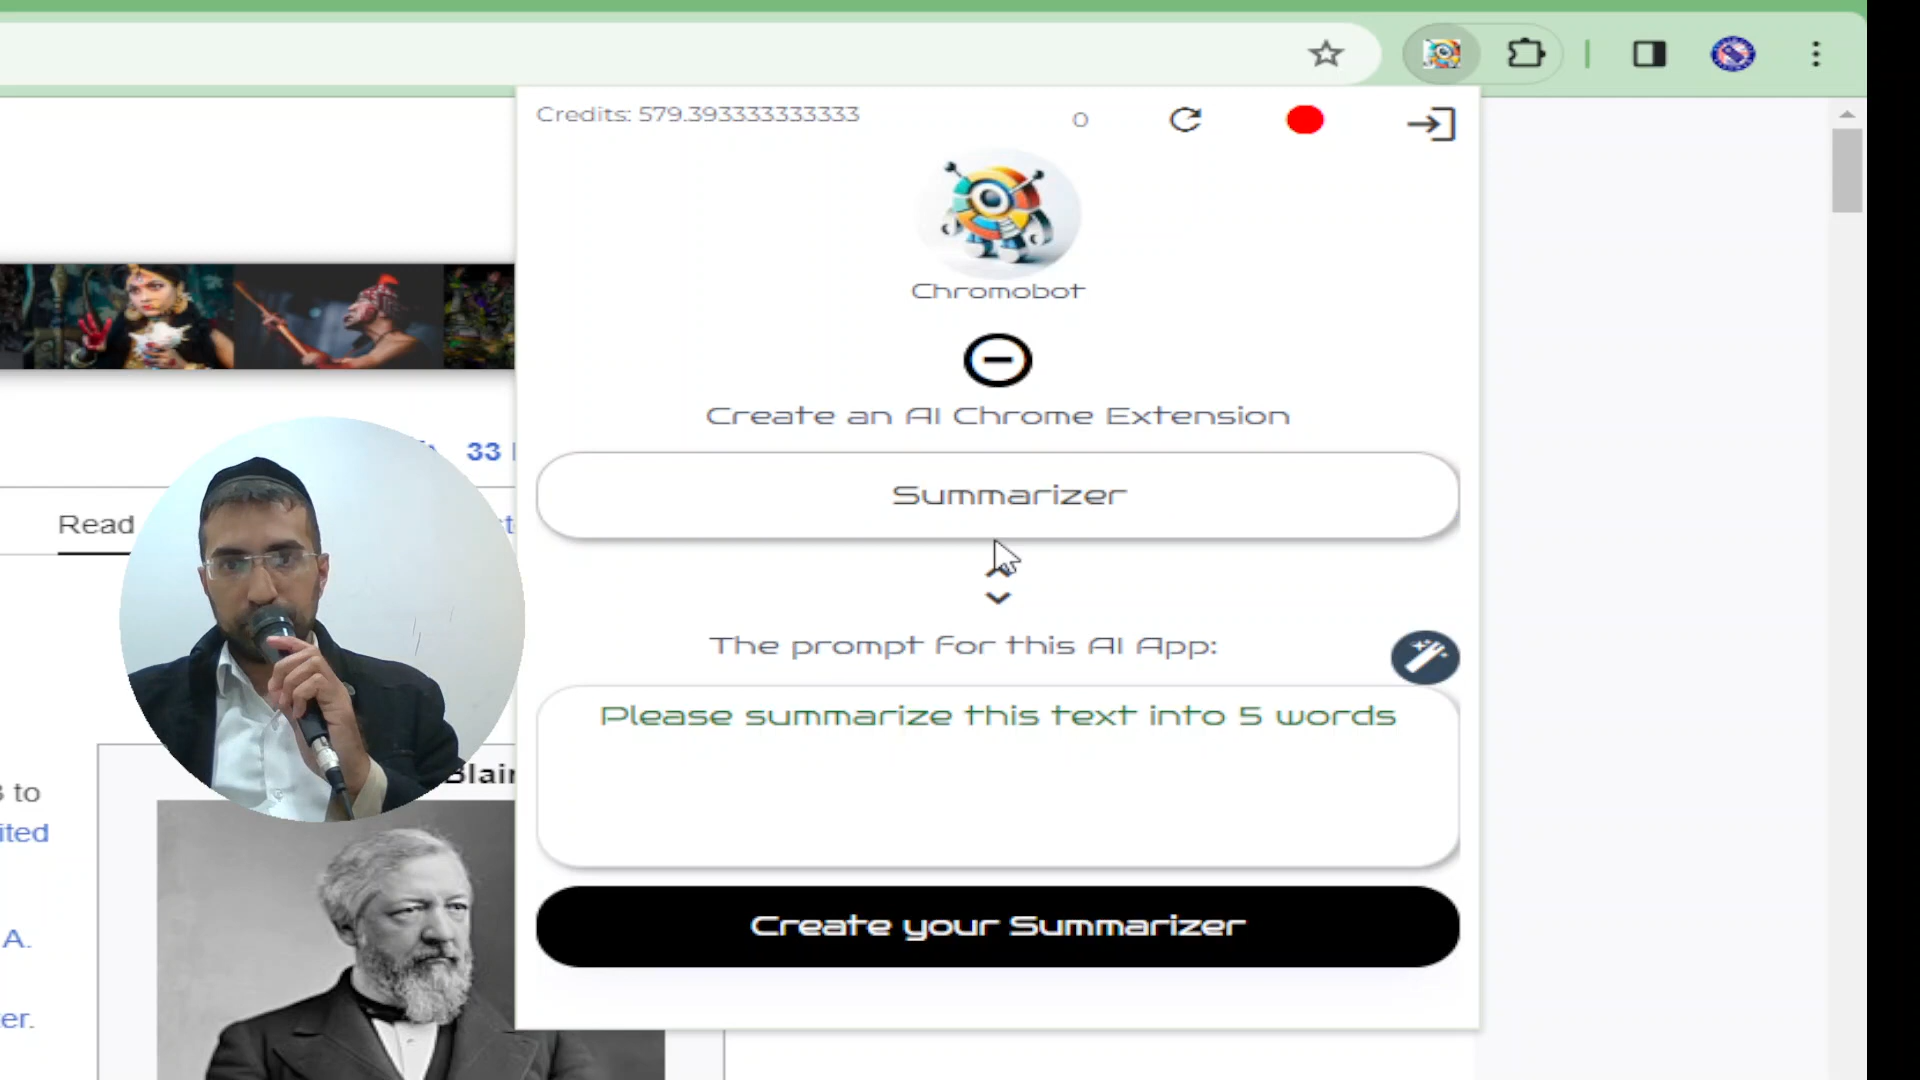 Credits: 579.393333333333
0
Chromobot
Create an AI Chrome Extension
33
Summarizer
Read
The prompt for this AI App:
Please summarize this text into 5 words
Blain
to
ited
Create your Summarizer
A.
er.